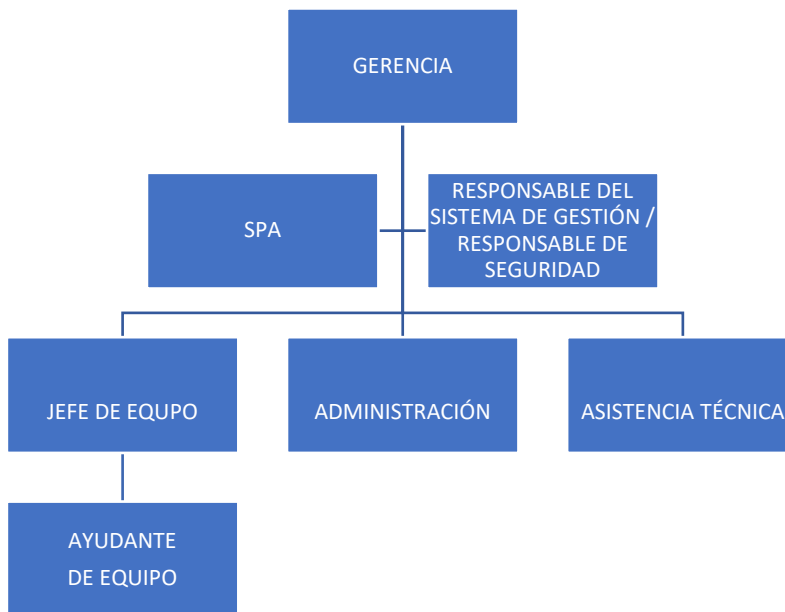 GERENCIA
SPA
RESPONSABLE DEL
SISTEMA DE GESTIÓN /
RESPONSABLE DE
SEGURIDAD
JEFE DE EQUPO
ADMINISTRACIÓN
ASISTENCIA TÉCNICA
AYUDANTE
DE EQUIPO